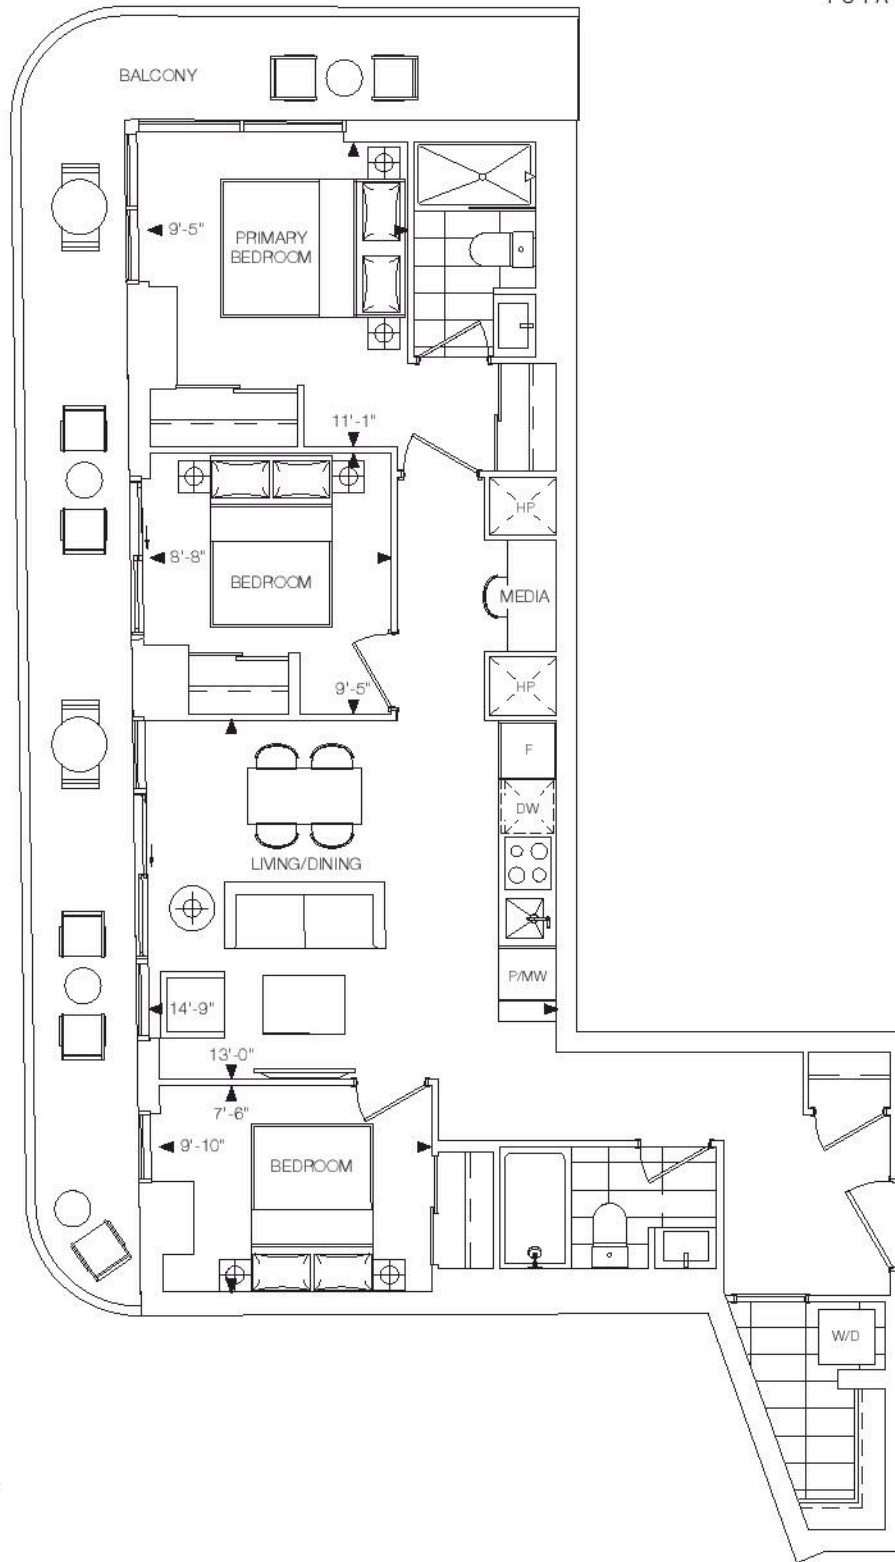 BALCONY
9'-5"
PRIMARY
BEDROOM
11'-1"
HP
8'-8"
BEDROOM
MEDIA
9'-5"
HP
F
DW
LIVING/DINING
P/MW
14'-9"
13'-0"
7'-6"
9'-10"
BEDROOM
W/D